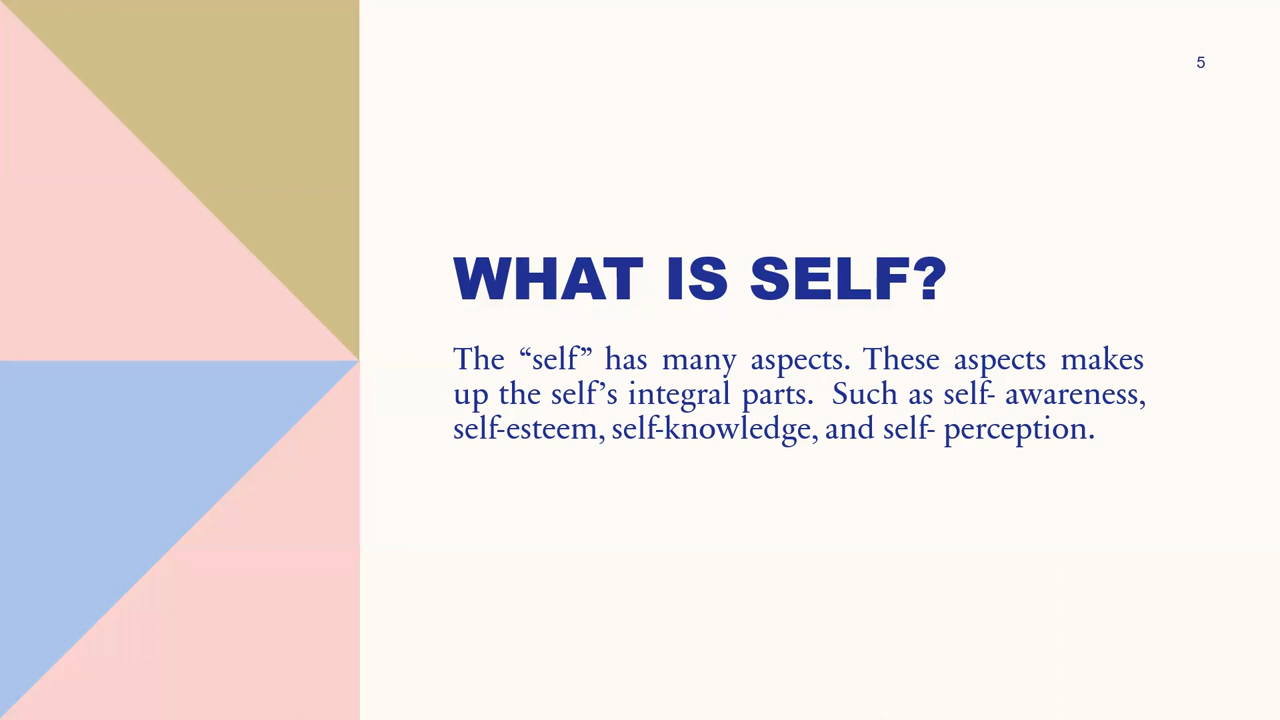 5
WHAT IS SELF?
The “self” has many aspects. These aspects makes
up the self’s integral parts.  Such as self- awareness,
self-esteem, self-knowledge, and self- perception.